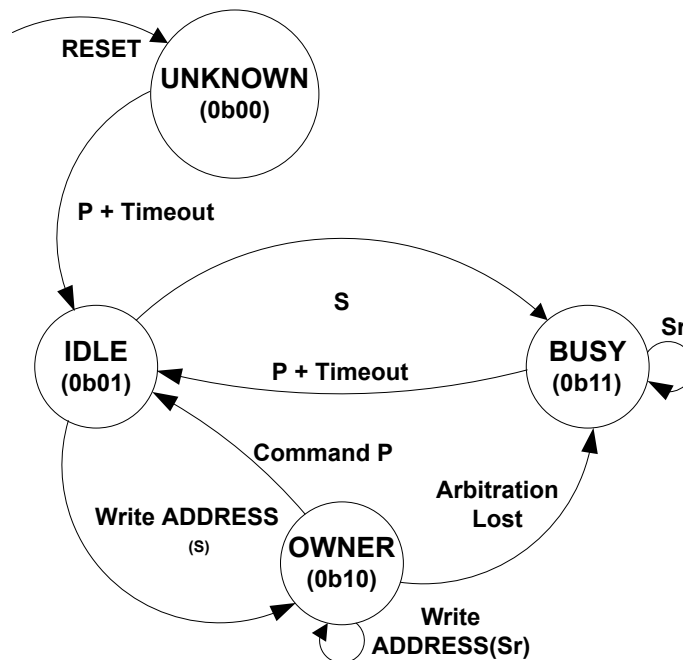 RESET
UNKNOWN
(0b00)
P + Timeout
S
IDLE
(0b01)
BUSY
(0b11)
Sr
P + Timeout
Command P
Arbitration
Lost
Write ADDRESS
(S)
OWNER
(0b10)
Write
ADDRESS(Sr)